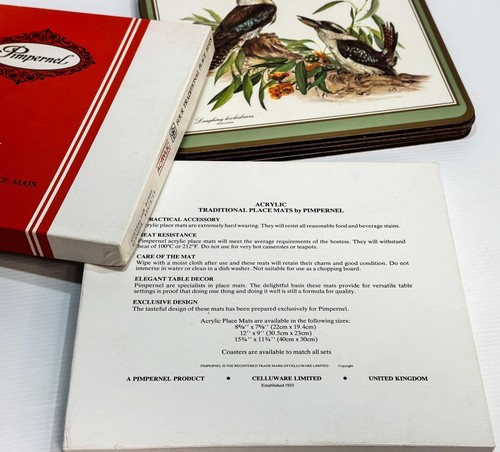 Pimpernel
E MATS
ACRYLIC
Laughing kookaburra
ACRYLIC
TRADITIONAL PLACE MATS by PIMPERNEL
PRACTICAL ACCESSORY
Acrylic place mats are extremely hard wearing. They will resist all reasonable food and beverage stains.
HEAT RESISTANCE
Pimpernel acrylic place mats will meet the average requirements of the hostess. They will withstand
heat of 100°C or 212°F. Do not use for very hot casseroles or teapots.
CARE OF THE MAT
Wipe with a moist cloth after use and these mats will retain their charms and good condition. Do not
immerse in water or clean in a dish washer. Not suitable for use as a chopping board.
ELEGANT TABLE DECOR
Pimpernel are specialists in place mats. The delightful basis these mats provide for versatile table
settings is proof that doing one thing and doing it well is still a formula for quality.
EXCLUSIVE DESIGN
The tasteful design of these mats has been prepared exclusively for Pimpernel.
Acrylic Place Mats are available in the following sizes:
8⅝'' x 7⅝'' (22cm x 19.4cm)
12'' x 9'' (30.5cm x 23cm)
15¾'' x 11¾'' (40cm x 30cm)
Coasters are available to match all sets
PIMPERNEL IS THE REGISTERED TRADE MARK OF CELLUWARE LIMITED Copyright
A PIMPERNEL PRODUCT • CELLUWARE LIMITED • UNITED KINGDOM
Established 1933